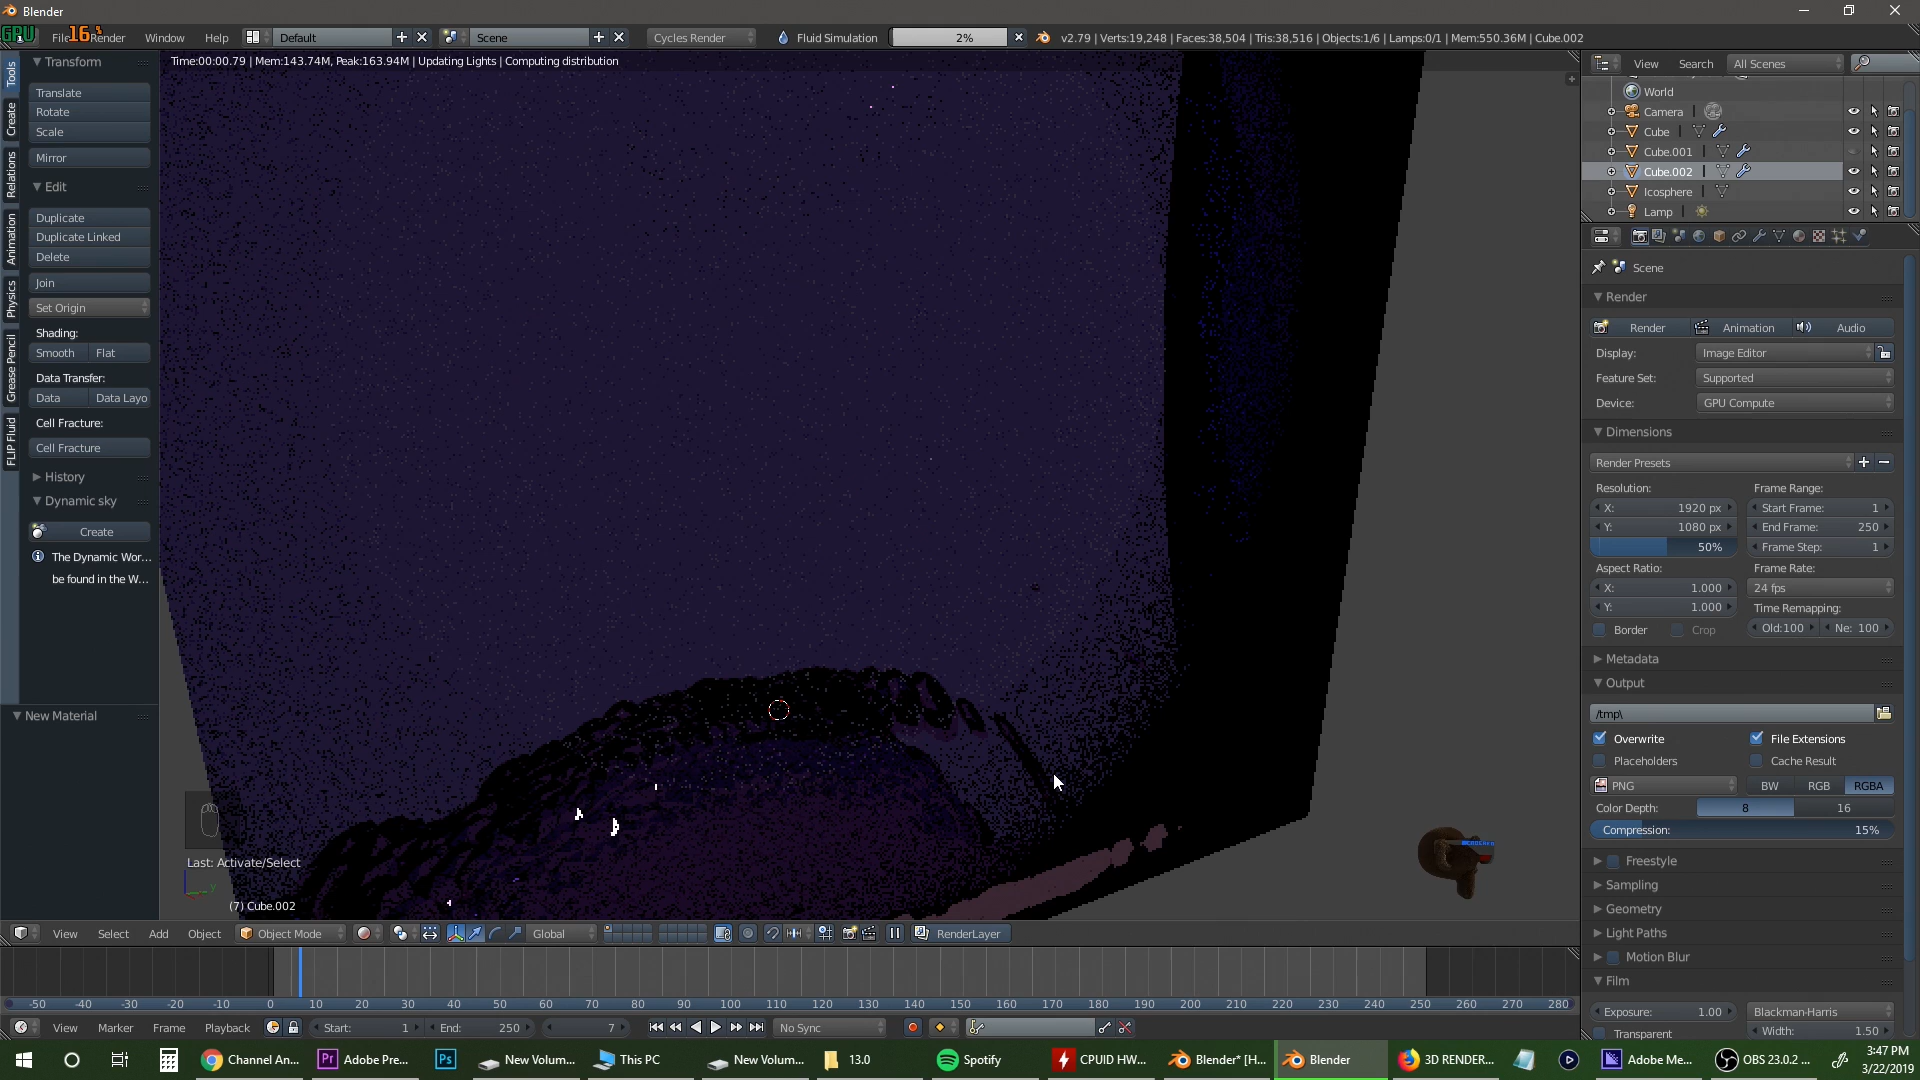 Blender
GPU 16 %
File Render Window Help Default Scene Cycles Render Fluid Simulation 2% v2.79 | Verts:19,248 | Faces:38,504 | Tris:38,516 | Objects:1/6 | Lamps:0/1 | Mem:550.36M | Cube.002
Time:00:00.79 | Mem:143.74M, Peak:163.94M | Updating Lights | Computing distribution
Tools
Create
Relations
Animation
Physics
Grease Pencil
FLIP Fluid
Transform
Translate
Rotate
Scale
Mirror
Edit
Duplicate
Duplicate Linked
Delete
Join
Set Origin
Shading:
Smooth Flat
Data Transfer:
Data Data Layo
Cell Fracture:
Cell Fracture
History
Dynamic sky
Create
The Dynamic Wor...
be found in the W...
New Material
Last: Activate/Select
y
(7) Cube.002
View Search All Scenes
World
Camera
Cube
Cube.001
Cube.002
Icosphere
Lamp
Scene
Render
Render Animation Audio
Display: Image Editor
Feature Set: Supported
Device: GPU Compute
Dimensions
Render Presets
Resolution: Frame Range:
X: 1920 px Start Frame: 1
Y: 1080 px End Frame: 250
50% Frame Step: 1
Aspect Ratio: Frame Rate:
X: 1.000 24 fps
Y: 1.000 Time Remapping:
Border Crop Old:100 Ne: 100
Metadata
Output
/tmp\
Overwrite File Extensions
Placeholders Cache Result
PNG BW RGB RGBA
Color Depth: 8 16
Compression: 15%
Freestyle
Sampling
Geometry
Light Paths
Motion Blur
Film
Exposure: 1.00 Blackman-Harris
Transparent Width: 1.50
View Select Add Object Object Mode Global RenderLayer
-50 -40 -30 -20 -10 0 10 20 30 40 50 60 70 80 90 100 110 120 130 140 150 160 170 180 190 200 210 220 230 240 250 260 270 280
View Marker Frame Playback Start: 1 End: 250 7 No Sync
Channel An... Adobe Pre... New Volum... This PC New Volum... 13.0 Spotify CPUID HW... Blender* [H... Blender 3D RENDER... Adobe Me... OBS 23.0.2 ...
3:47 PM
3/22/2019